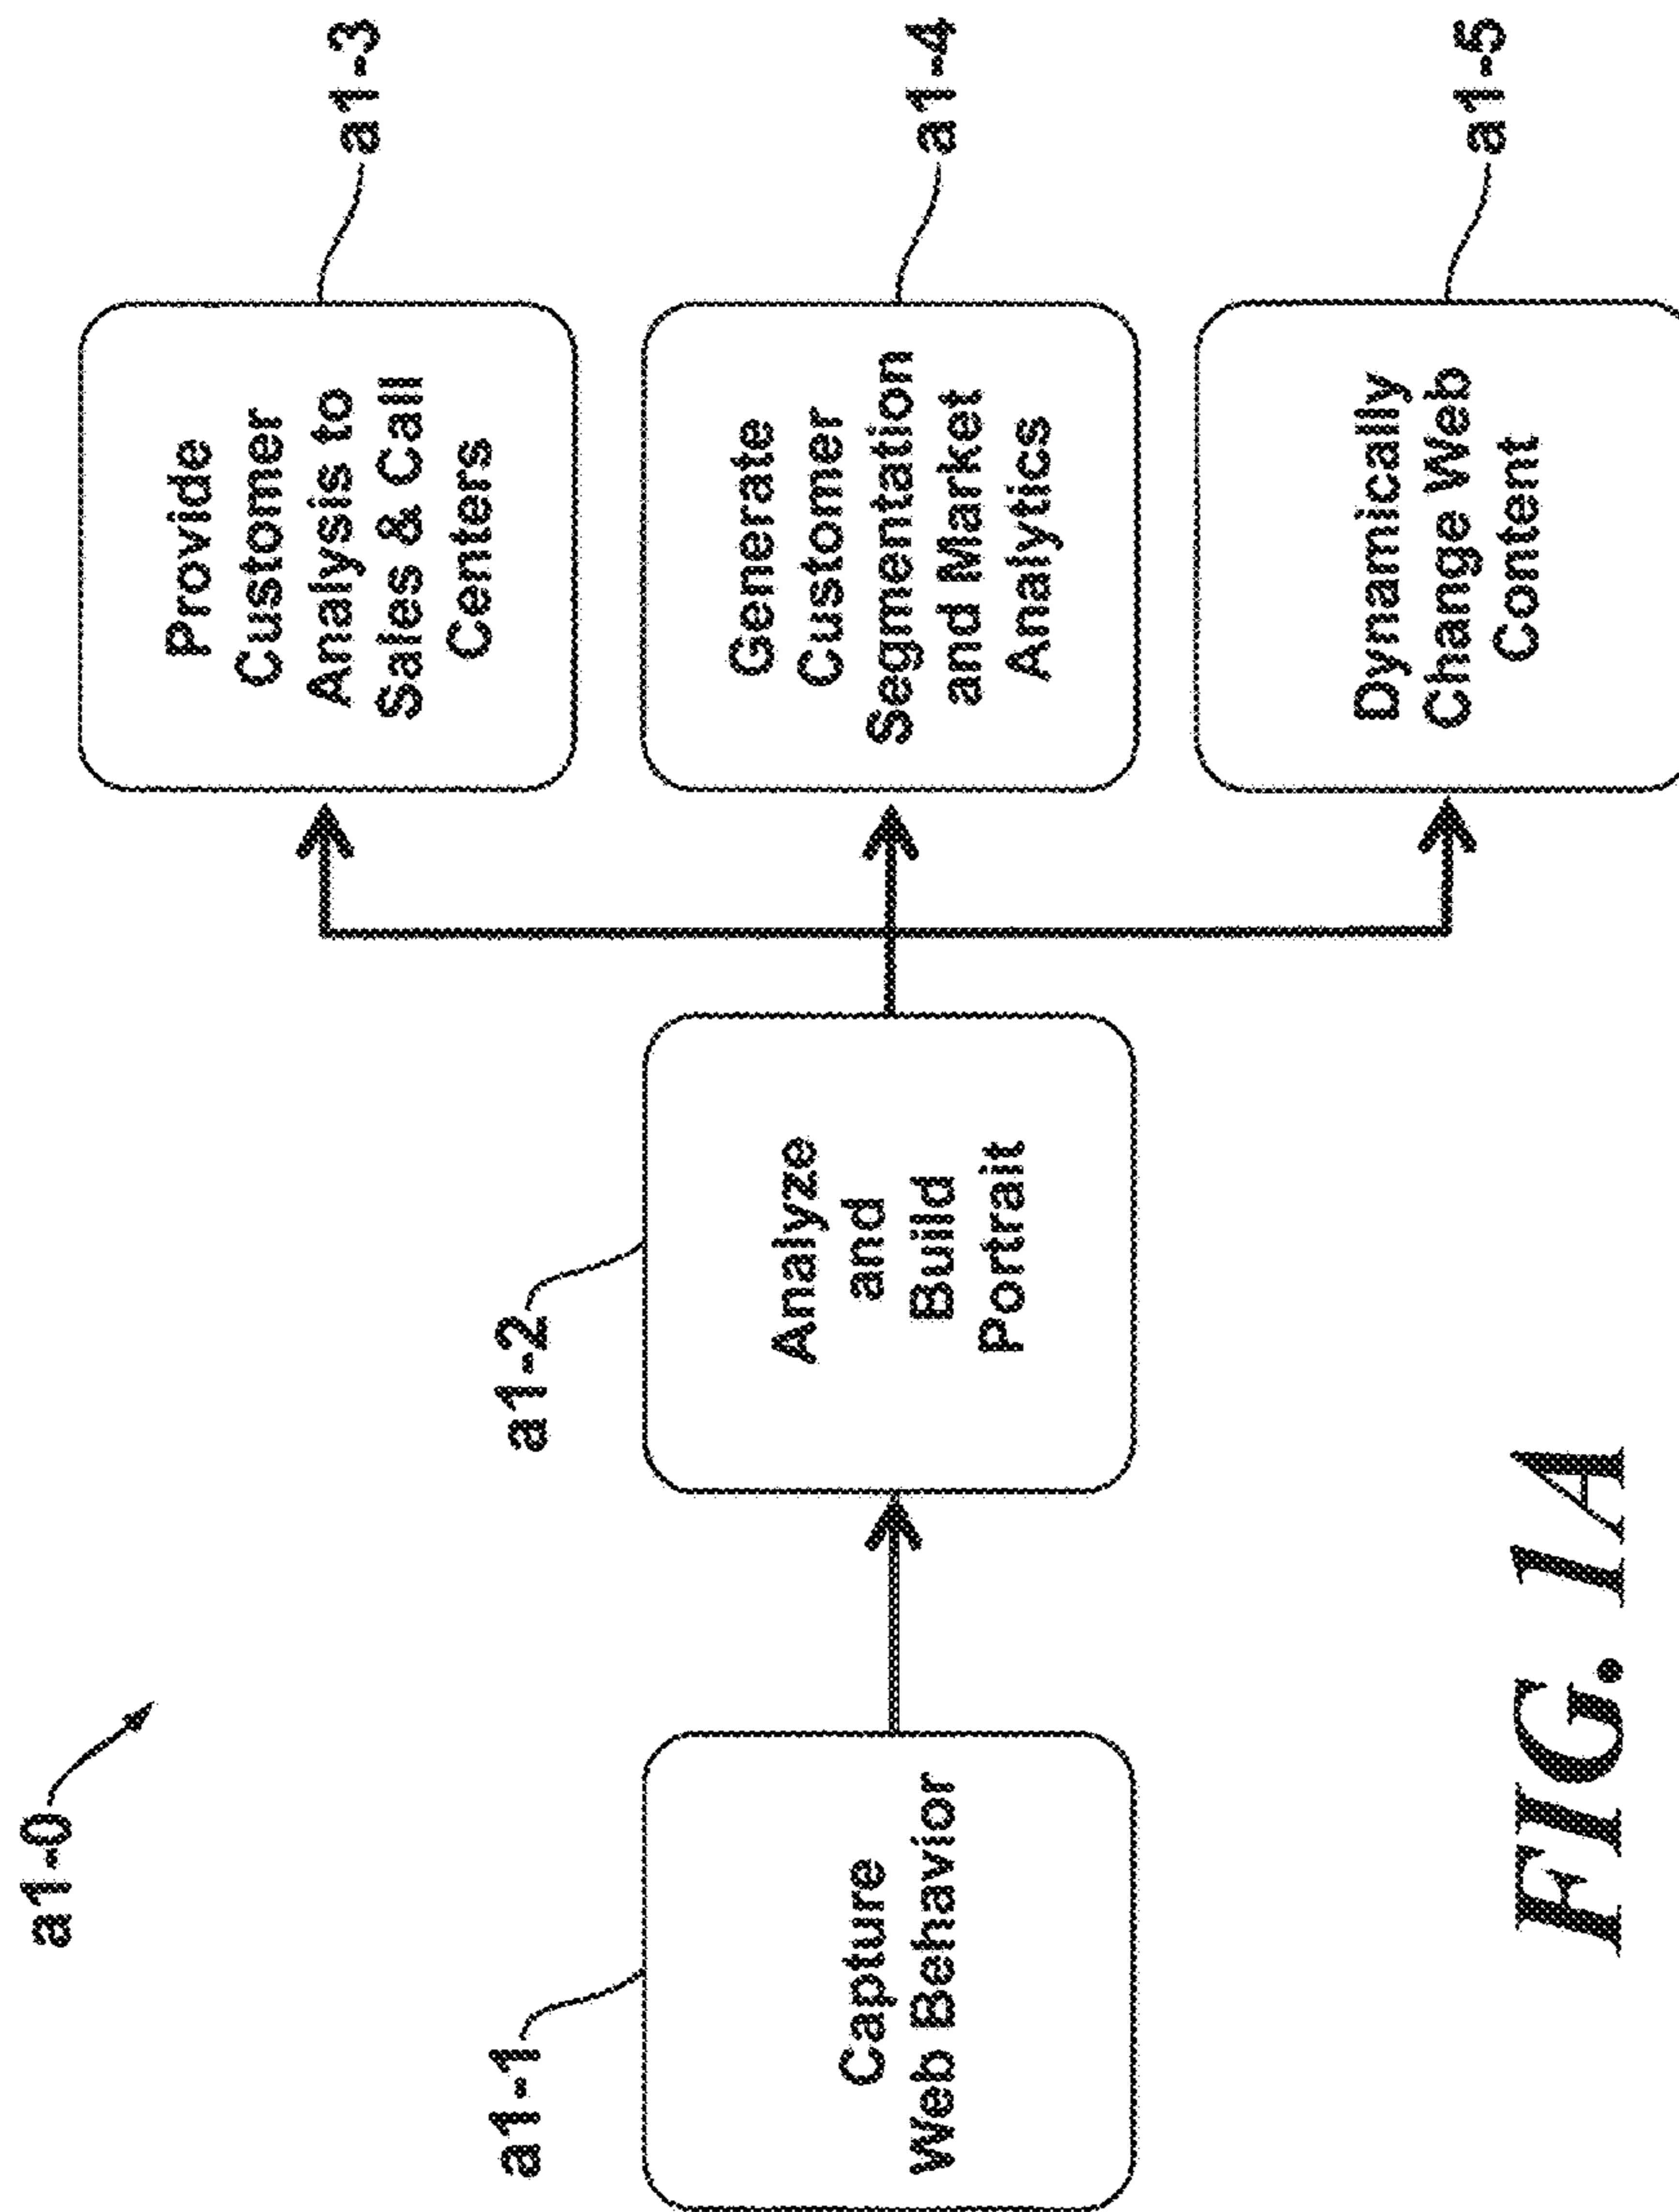 a1-0
a1-1
Capture
Web Behavior
a1-2
Analyze
and
Build
Portrait
a1-3
Provide
Customer
Analysis to
Sales & Call
Centers
a1-4
Generate
Customer
Segmentation
and Market
Analytics
a1-5
Dynamically
Change Web
Content
FIG. 1A